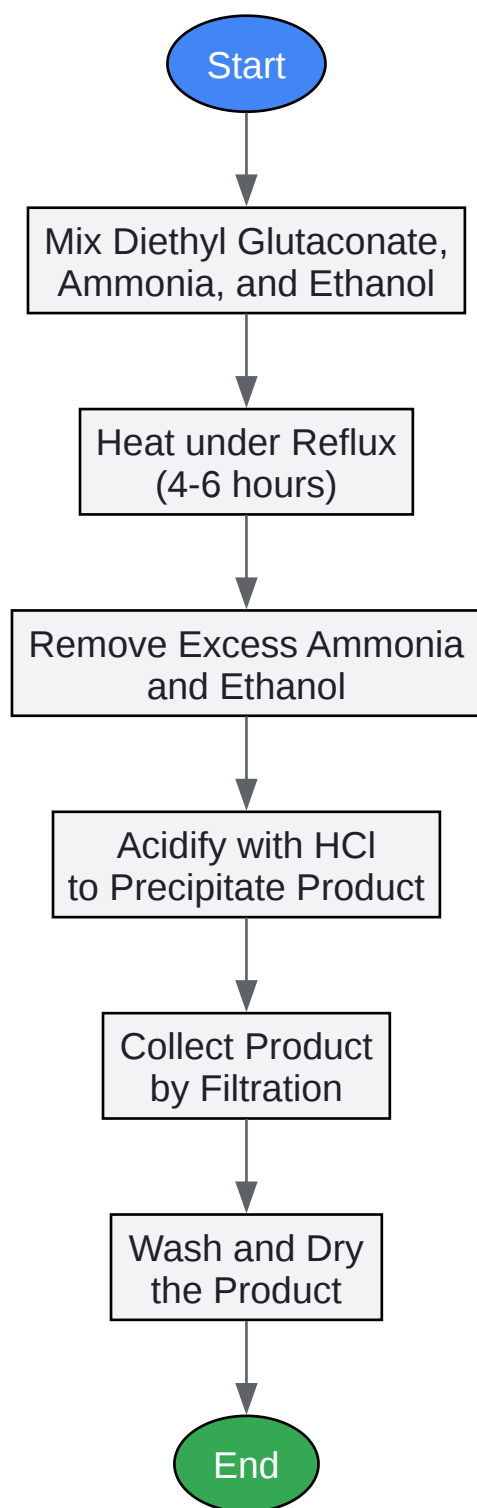 Start
Mix Diethyl Glutaconate,
Ammonia, and Ethanol
Heat under Reflux
(4-6 hours)
Remove Excess Ammonia
and Ethanol
Acidify with HCl
to Precipitate Product
Collect Product
by Filtration
Wash and Dry
the Product
End